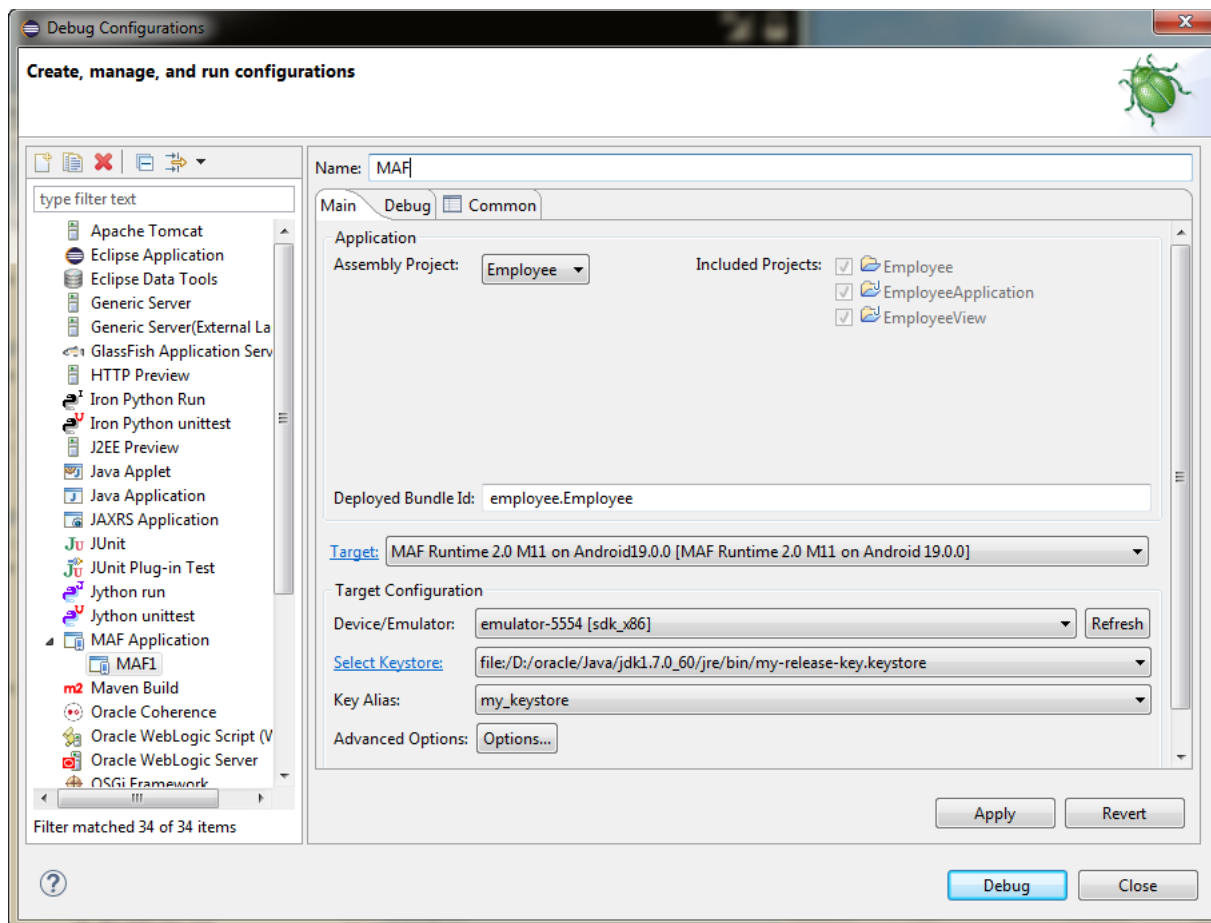 Debug Configurations
Create, manage, and run configurations
type filter text
Apache Tomcat
Eclipse Application
Eclipse Data Tools
Generic Server
Generic Server(External La
GlassFish Application Serv
HTTP Preview
Iron Python Run
Iron Python unittest
J2EE Preview
Java Applet
Java Application
JAXRS Application
JUnit
JUnit Plug-in Test
Jython run
Jython unittest
MAF Application
MAF1
Maven Build
Oracle Coherence
Oracle WebLogic Script (W
Oracle WebLogic Server
OSGi Framework
Filter matched 34 of 34 items
Name: MAF
Main Debug Common
Application
Assembly Project: Employee
Included Projects: Employee
EmployeeApplication
EmployeeView
Deployed Bundle Id: employee.Employee
Target: MAF Runtime 2.0 M11 on Android19.0.0 [MAF Runtime 2.0 M11 on Android 19.0.0]
Target Configuration
Device/Emulator: emulator-5554 [sdk_x86] Refresh
Select Keystore: file:/D:/oracle/Java/jdk1.7.0_60/jre/bin/my-release-key.keystore
Key Alias: my_keystore
Advanced Options: Options...
Apply Revert
Debug Close